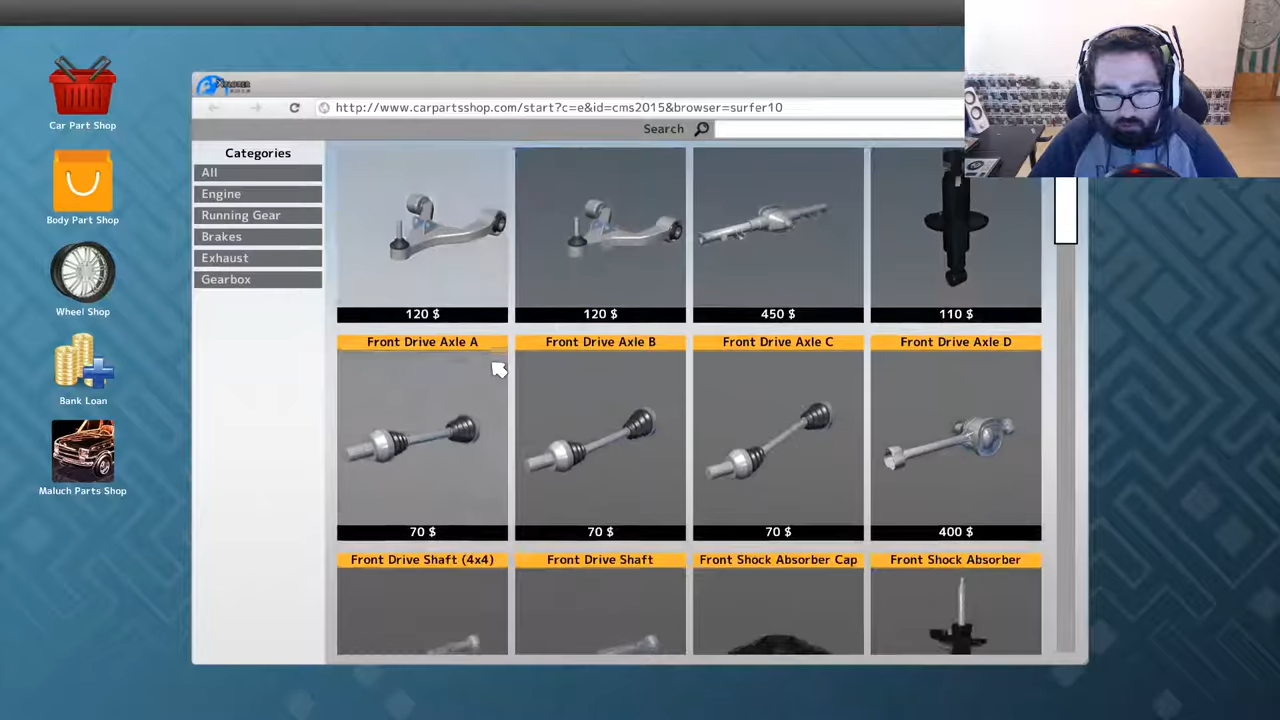 XPLORER
http://www.carpartsshop.com/start?c=e&id=cms2015&browser=surfer10
Search
Categories
All
Engine
Running Gear
Brakes
Exhaust
Gearbox
Car Part Shop
Body Part Shop
Wheel Shop
Bank Loan
Maluch Parts Shop
120 $
120 $
450 $
110 $
Front Drive Axle A
Front Drive Axle B
Front Drive Axle C
Front Drive Axle D
70 $
70 $
70 $
400 $
Front Drive Shaft (4x4)
Front Drive Shaft
Front Shock Absorber Cap
Front Shock Absorber